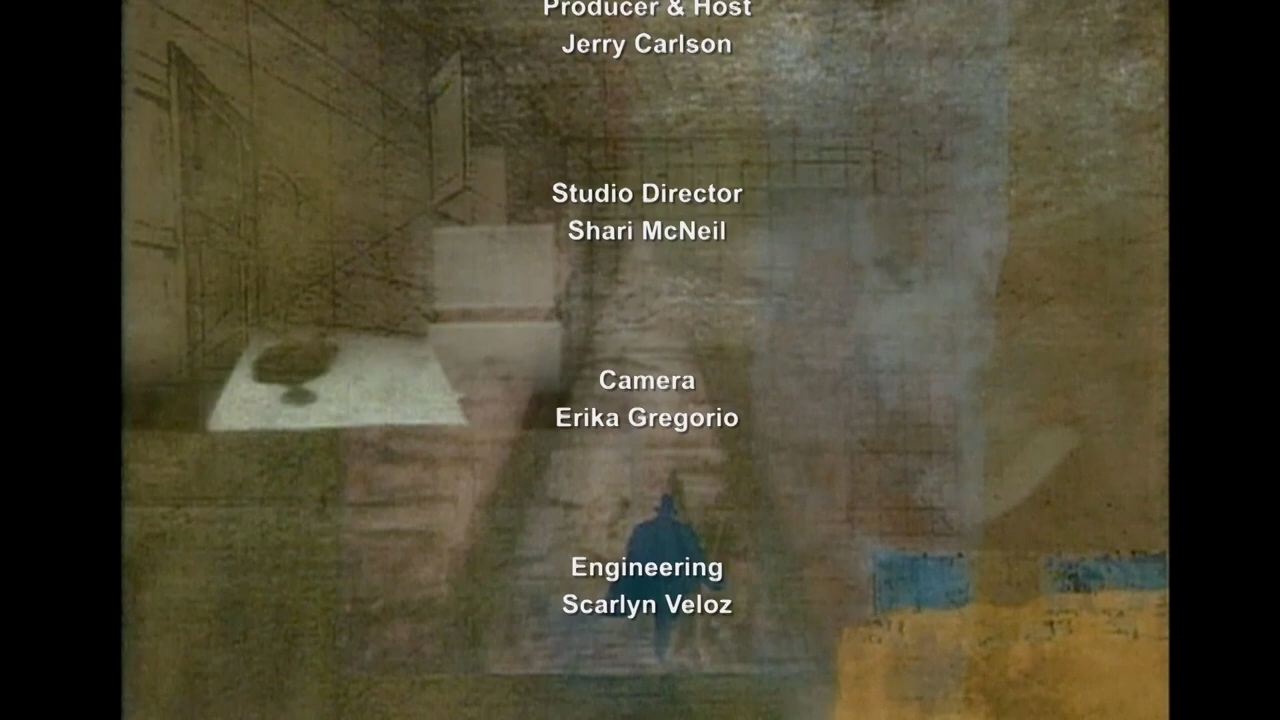 Producer & Host
Jerry Carlson
Studio Director
Shari McNeil
Camera
Erika Gregorio
Engineering
Scarlyn Veloz